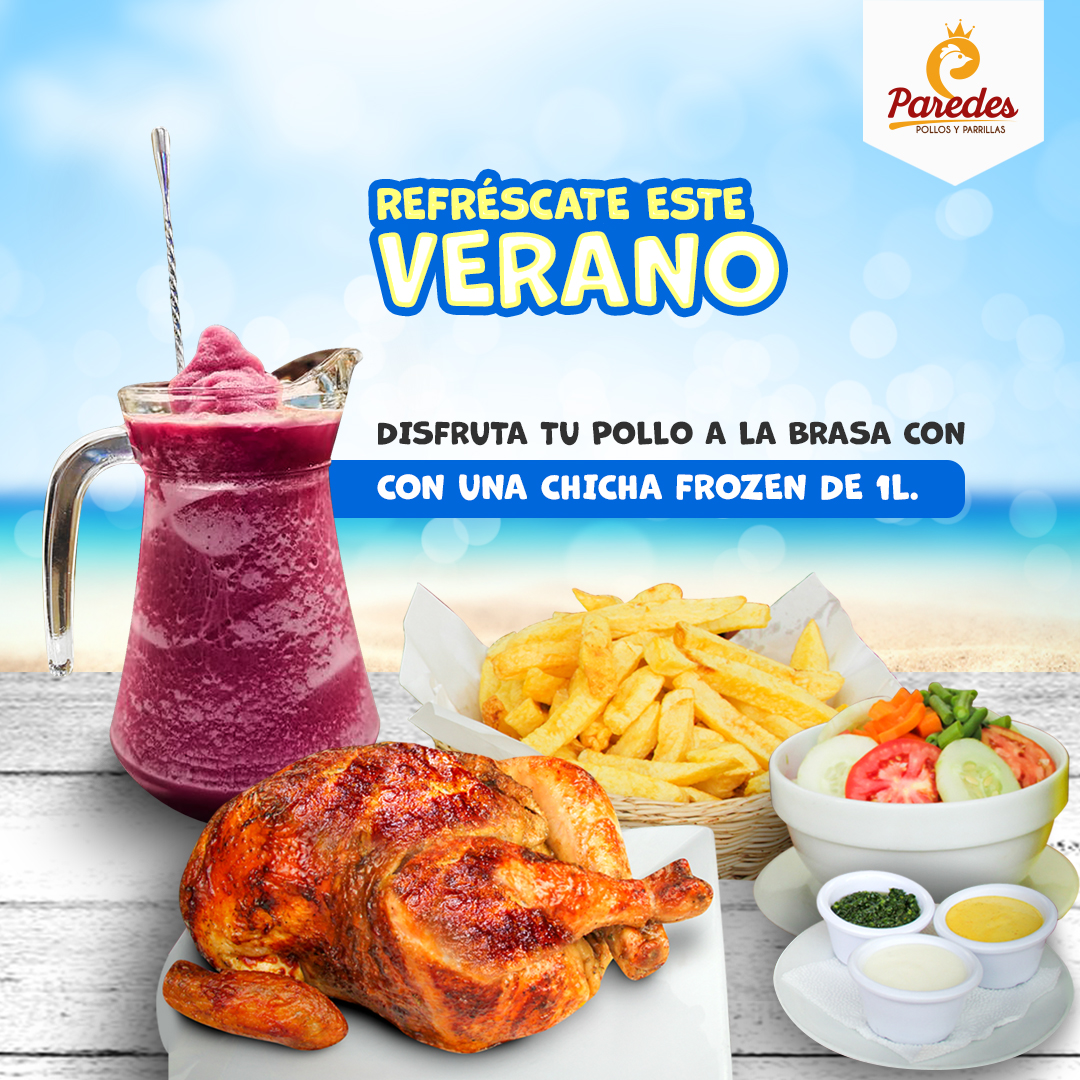 Paredes
POLLOS Y PARRILLAS
REFRÉSCATE ESTE
VERANO
DISFRUTA TU POLLO A LA BRASA CON
CON UNA CHICHA FROZEN DE 1L.